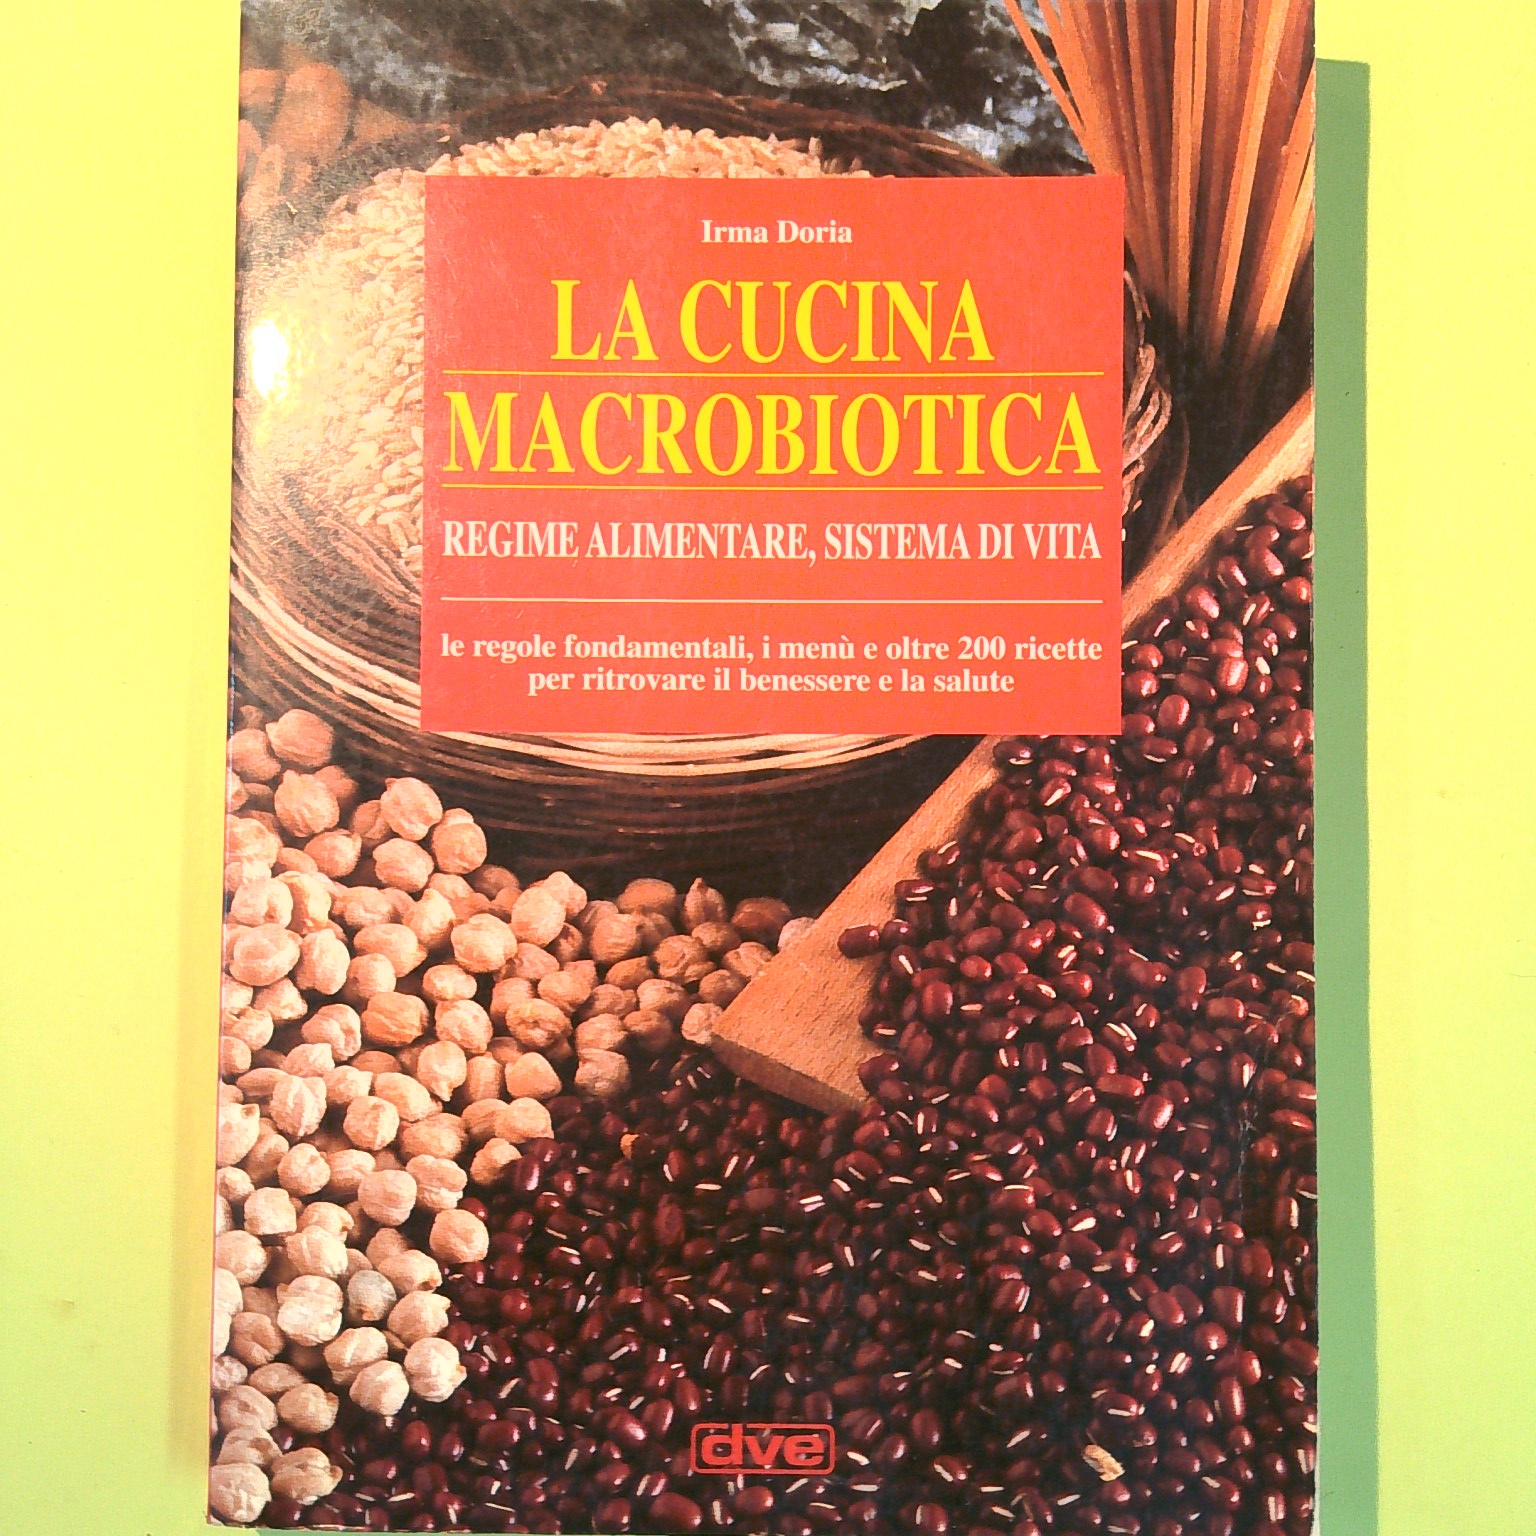 Irma Doria
LA CUCINA
MACROBIOTICA
REGIME ALIMENTARE, SISTEMA DI VITA
le regole fondamentali, i menù e oltre 200 ricette
per ritrovare il benessere e la salute
dve